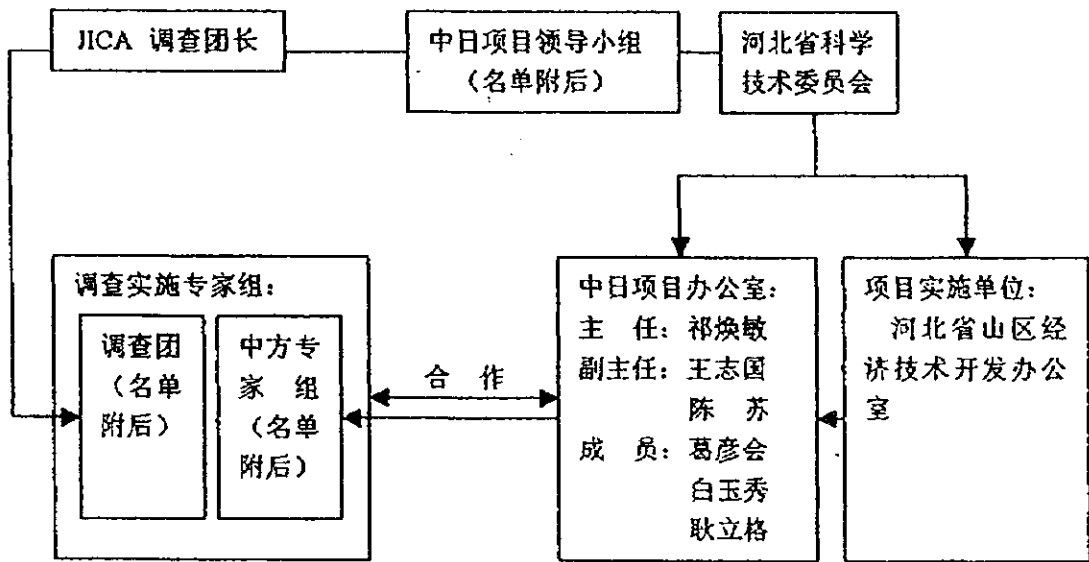 JICA 调查团长
中日项目领导小组
（名单附后）
河北省科学
技术委员会
调查实施专家组：
调查团
（名单
附后）
中方专
家 组
（名单
附后）
合 作
中日项目办公室：
主 任：祁焕敏
副主任：王志国
陈 苏
成 员：葛彦会
白玉秀
耿立格
项目实施单位：
河北省山区经
济技术开发办公
室